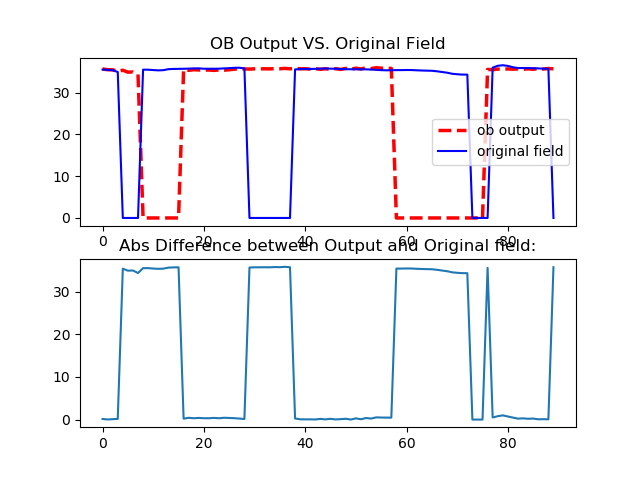 OB Output VS. Original Field
30
20
10
0
ob output
original field
0 20 40 60 80
Abs Difference between Output and Original field:
30
20
10
0
0 20 40 60 80